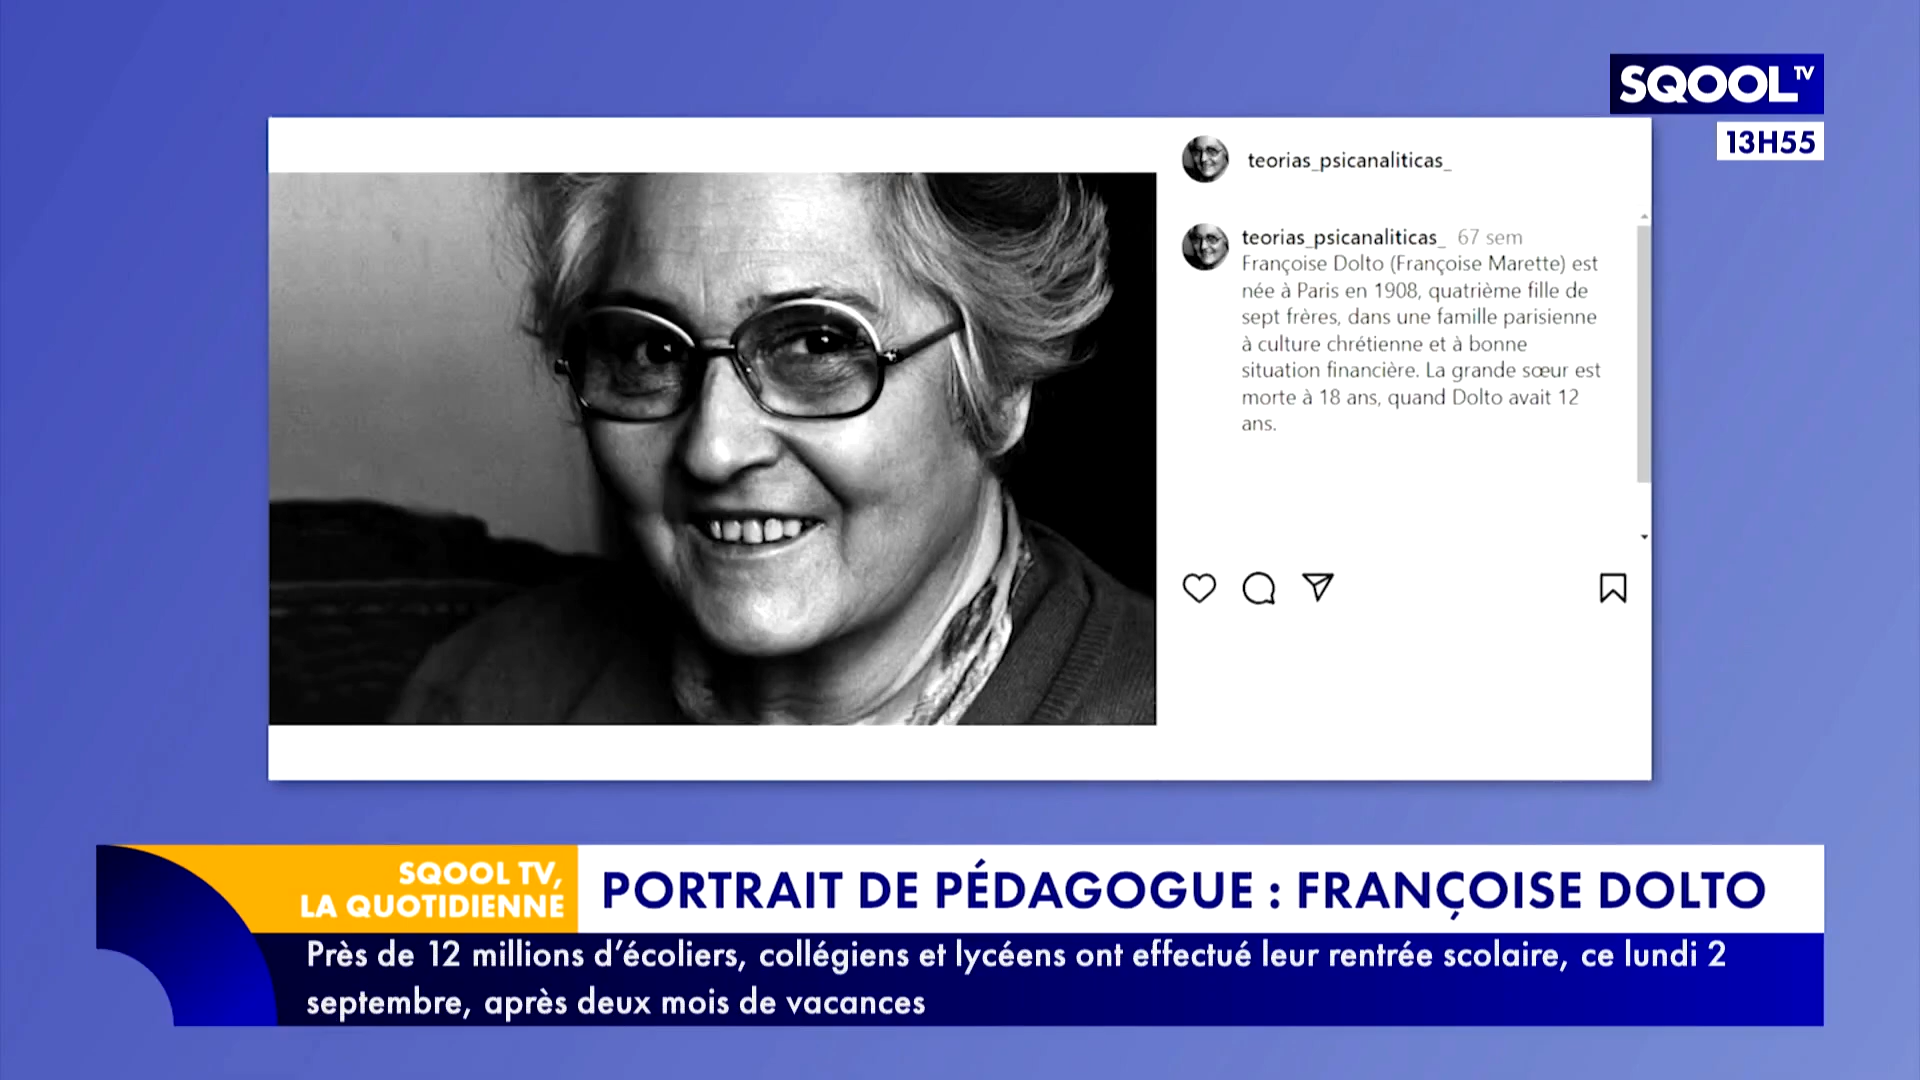 SQOOL TV
13H55
teorias_psicanaliticas_
teorias_psicanaliticas_ 67 sem
Françoise Dolto (Françoise Marette) est
née à Paris en 1908, quatrième fille de
sept frères, dans une famille parisienne
à culture chrétienne et à bonne
situation financière. La grande sœur est
morte à 18 ans, quand Dolto avait 12
ans.
SQOOL TV,
LA QUOTIDIENNE
PORTRAIT DE PÉDAGOGUE : FRANÇOISE DOLTO
Près de 12 millions d’écoliers, collégiens et lycéens ont effectué leur rentrée scolaire, ce lundi 2
septembre, après deux mois de vacances